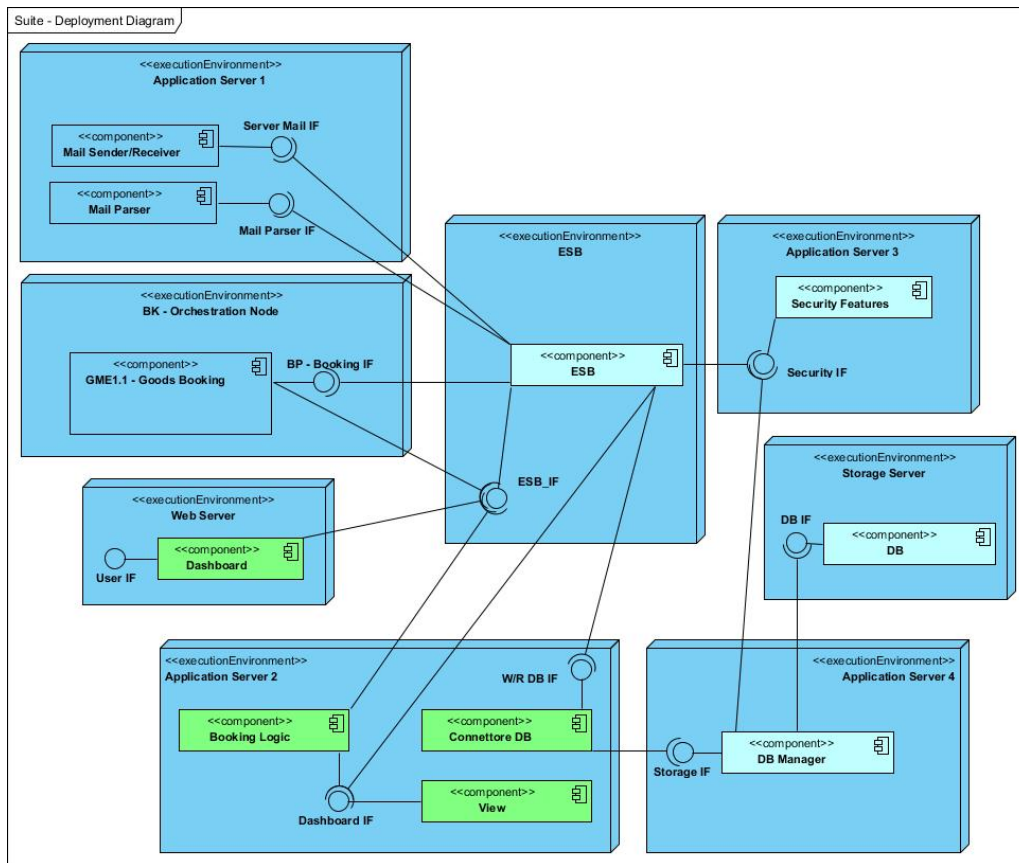 Suite - Deployment Diagram
<<executionEnvironment>>
Application Server 1
<<component>>
Mail Sender/Receiver
Server Mail IF
<<component>>
Mail Parser
Mail Parser IF
<<executionEnvironment>>
BK - Orchestration Node
<<component>>
GME1.1 - Goods Booking
BP - Booking IF
<<executionEnvironment>>
ESB
<<component>>
ESB
ESB_IF
<<executionEnvironment>>
Application Server 3
<<component>>
Security Features
Security IF
<<executionEnvironment>>
Web Server
<<component>>
Dashboard
User IF
<<executionEnvironment>>
Storage Server
DB IF
<<component>>
DB
<<executionEnvironment>>
Application Server 2
W/R DB IF
<<component>>
Booking Logic
<<component>>
Connettore DB
<<component>>
View
Dashboard IF
<<executionEnvironment>>
Application Server 4
<<component>>
DB Manager
Storage IF